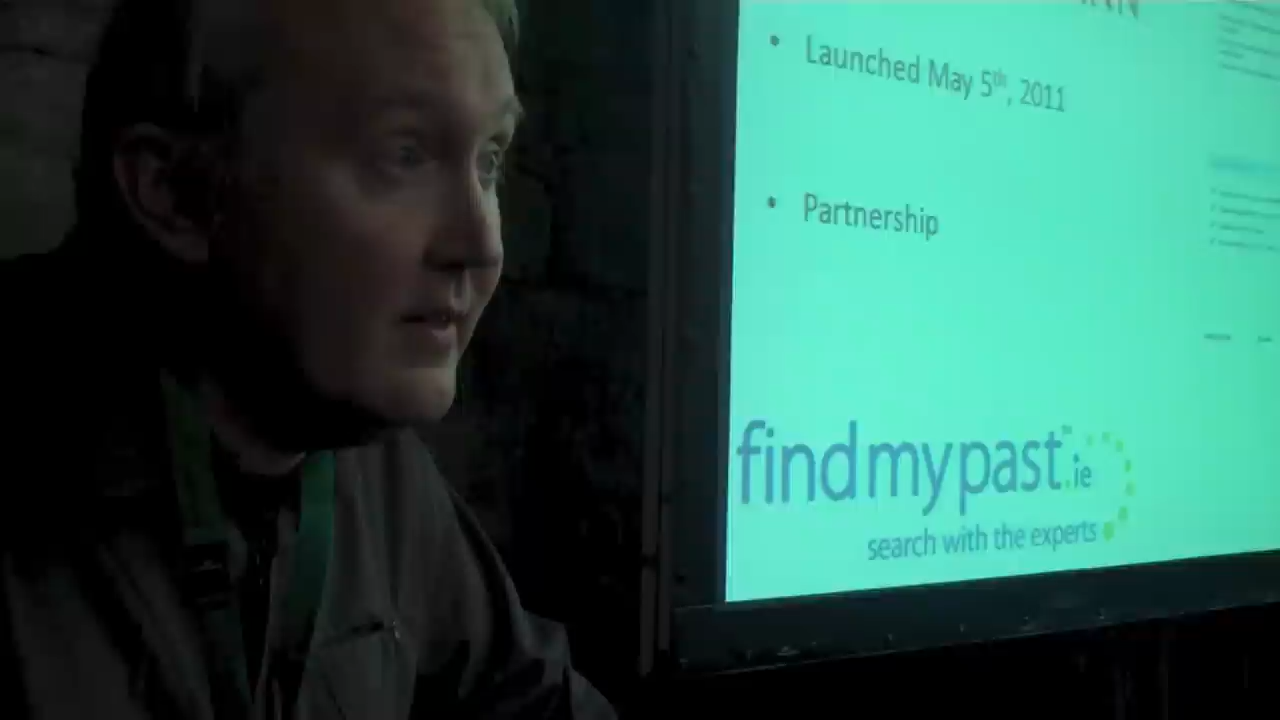 • Launched May 5th, 2011
• Partnership
findmypast.ie
search with the experts